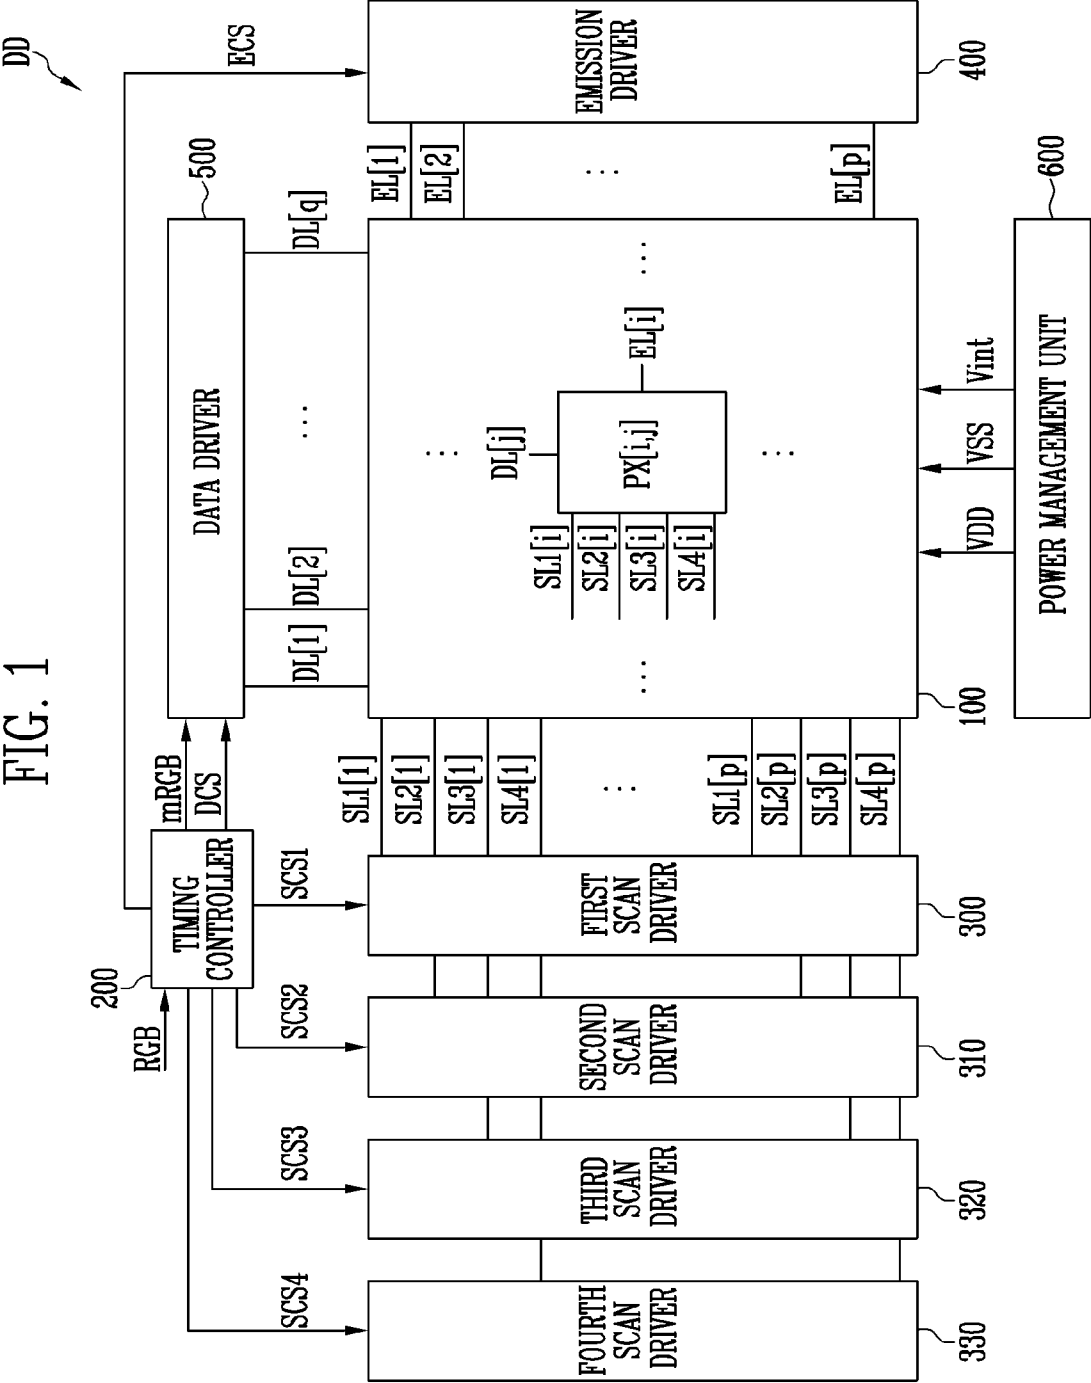 FIG. 1
DD
RGB
200
TIMING
CONTROLLER
mRGB
DCS
ECS
DATA DRIVER
500
SCS4
SCS3
SCS2
SCS1
DL[1]
DL[2]
...
DL[q]
FOURTH
SCAN
DRIVER
330
THIRD
SCAN
DRIVER
320
SECOND
SCAN
DRIVER
310
FIRST
SCAN
DRIVER
300
SL1[1]
SL2[1]
SL3[1]
SL4[1]
...
SL1[p]
SL2[p]
SL3[p]
SL4[p]
...
DL[j]
SL1[i]
SL2[i]
SL3[i]
SL4[i]
PX[i,j]
EL[i]
...
...
...
100
EL[1]
EL[2]
...
EL[p]
EMISSION
DRIVER
400
VDD
VSS
Vint
POWER MANAGEMENT UNIT
600